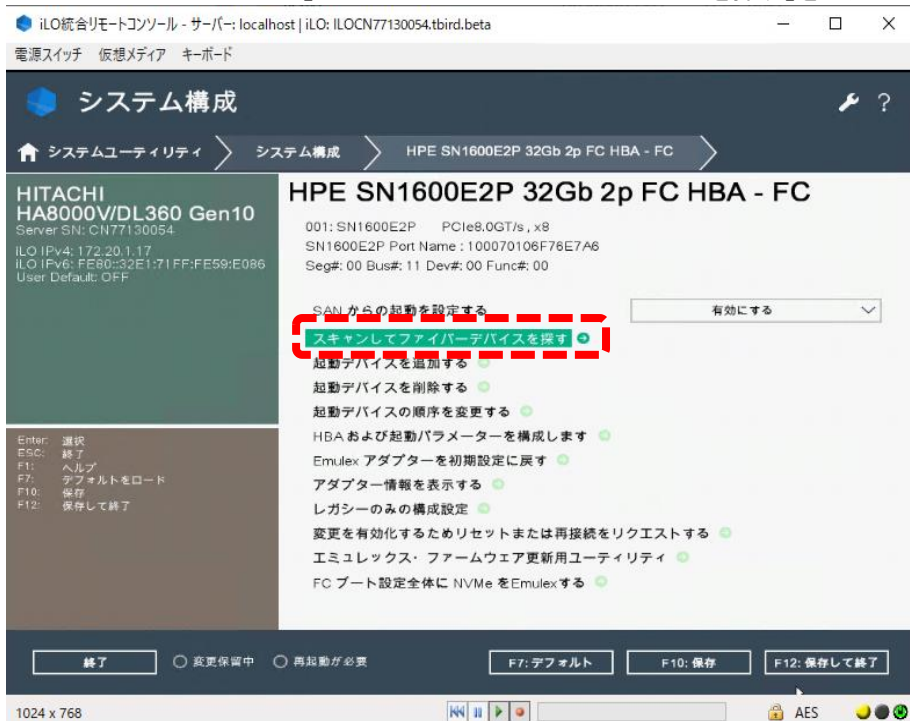 iLO統合リモートコンソール - サーバー: localhost | iLO: ILOCN77130054.tbird.beta
電源スイッチ 仮想メディア キーボード
システム構成
?
システムユーティリティ システム構成 HPE SN1600E2P 32Gb 2p FC HBA - FC
HITACHI
HA8000V/DL360 Gen10
Server SN: CN77130054
iLO IPv4: 172.20.1.17
iLO IPv6: FE80::32E1:71FF:FE59:E086
User Default: OFF
Enter: 選択
ESC: 終了
F1: ヘルプ
F7: デフォルトをロード
F10: 保存
F12: 保存して終了
HPE SN1600E2P 32Gb 2p FC HBA - FC
001: SN1600E2P PCIe8.0GT/s , x8
SN1600E2P Port Name : 100070106F76E7A6
Seg#: 00 Bus#: 11 Dev#: 00 Func#: 00
SAN からの起動を設定する 有効にする
スキャンしてファイバーデバイスを探す
起動デバイスを追加する
起動デバイスを削除する
起動デバイスの順序を変更する
HBA および起動パラメーターを構成します
Emulex アダプターを初期設定に戻す
アダプター情報を表示する
レガシーのみの構成設定
変更を有効化するためリセットまたは再接続をリクエストする
エミュレックス・ファームウェア更新用ユーティリティ
FC ブート設定全体に NVMe をEmulexする
終了 変更保留中 再起動が必要 F7: デフォルト F10: 保存 F12: 保存して終了
1024 x 768 AES